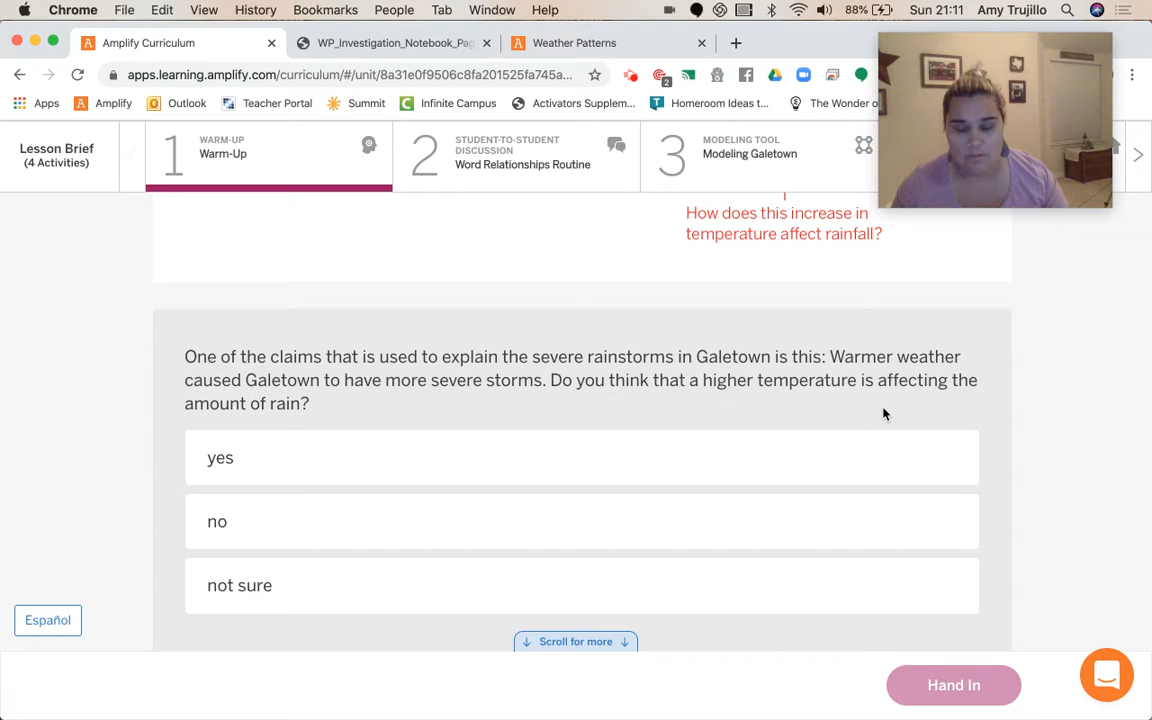 Chrome File Edit View History Bookmarks People Tab Window Help 88% Sun 21:11 Amy Trujillo
Amplify Curriculum WP_Investigation_Notebook_Pag Weather Patterns
apps.learning.amplify.com/curriculum/#/unit/8a31e0f9506c8fa201525fa745a... 2
Apps Amplify Outlook Teacher Portal Summit Infinite Campus Activators Supplem... Homeroom Ideas t... The Wonder o
Lesson Brief
(4 Activities)
1 WARM-UP
Warm-Up
2 STUDENT-TO-STUDENT
DISCUSSION
Word Relationships Routine
3 MODELING TOOL
Modeling Galetown
How does this increase in
temperature affect rainfall?
One of the claims that is used to explain the severe rainstorms in Galetown is this: Warmer weather
caused Galetown to have more severe storms. Do you think that a higher temperature is affecting the
amount of rain?
yes
no
not sure
Español
Scroll for more
Hand In